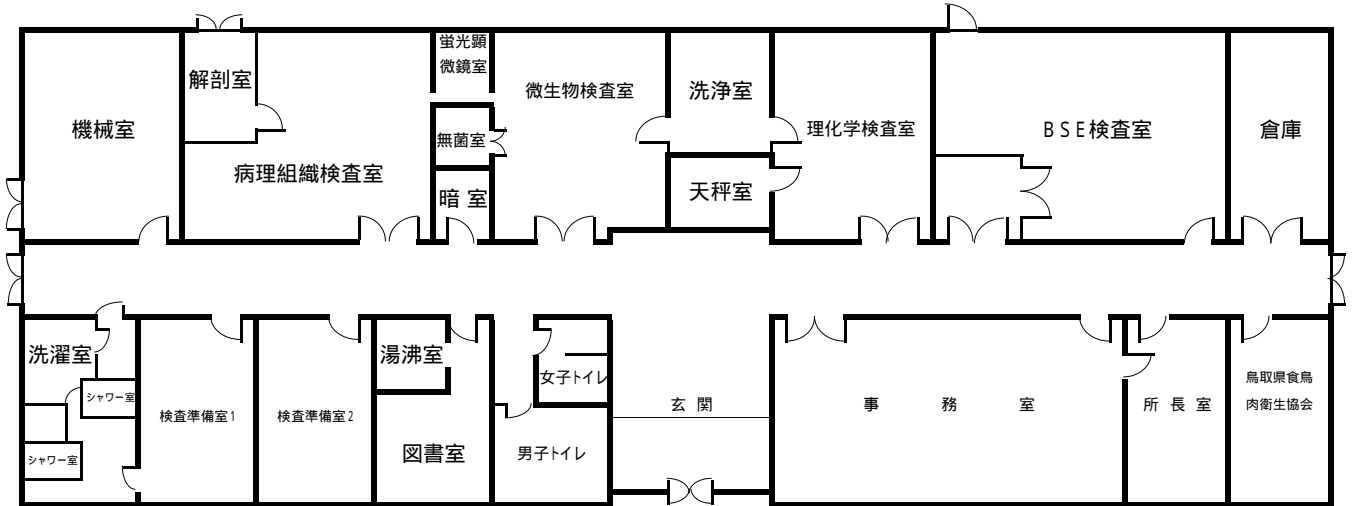 蛍光顕
微鏡室
解剖室
微生物検査室
洗浄室
機械室
無菌室
理化学検査室
BSE検査室
倉庫
病理組織検査室
暗室
天秤室
洗濯室
湯沸室
シャワー室
女子トイレ
検査準備室1
検査準備室2
玄関
事務室
所長室
鳥取県食鳥
肉衛生協会
シャワー室
図書室
男子トイレ